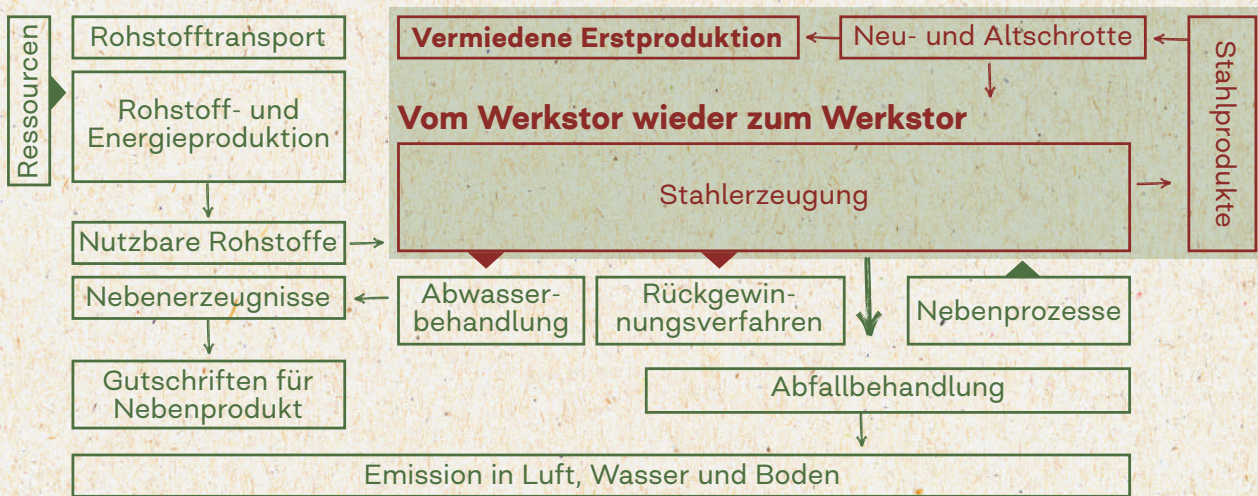 Ressourcen
Rohstofftransport
Rohstoff- und
Energieproduktion
Nutzbare Rohstoffe
Nebenerzeugnisse
Gutschriften für
Nebenprodukt
Vermiedene Erstproduktion
Neu- und Altschrotte
Stahlprodukte
Vom Werkstor wieder zum Werkstor
Stahlerzeugung
Abwasser-
behandlung
Rückgewin-
nungsverfahren
Nebenprozesse
Abfallbehandlung
Emission in Luft, Wasser und Boden